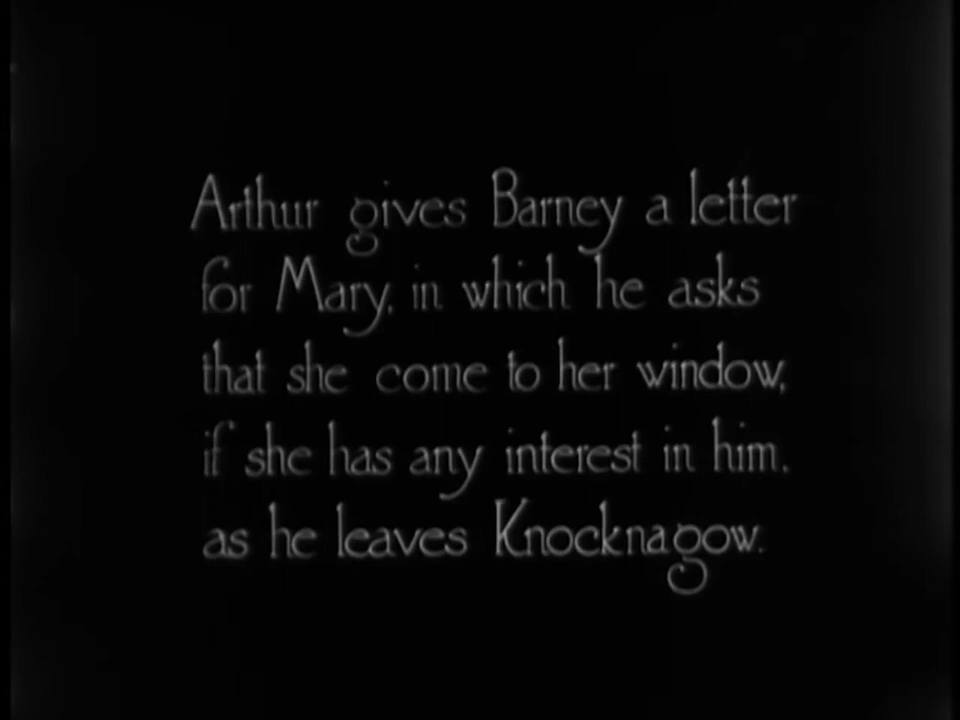 Arthur gives Barney a letter
for Mary, in which he asks
that she come to her window,
if she has any interest in him,
as he leaves Knocknagow.